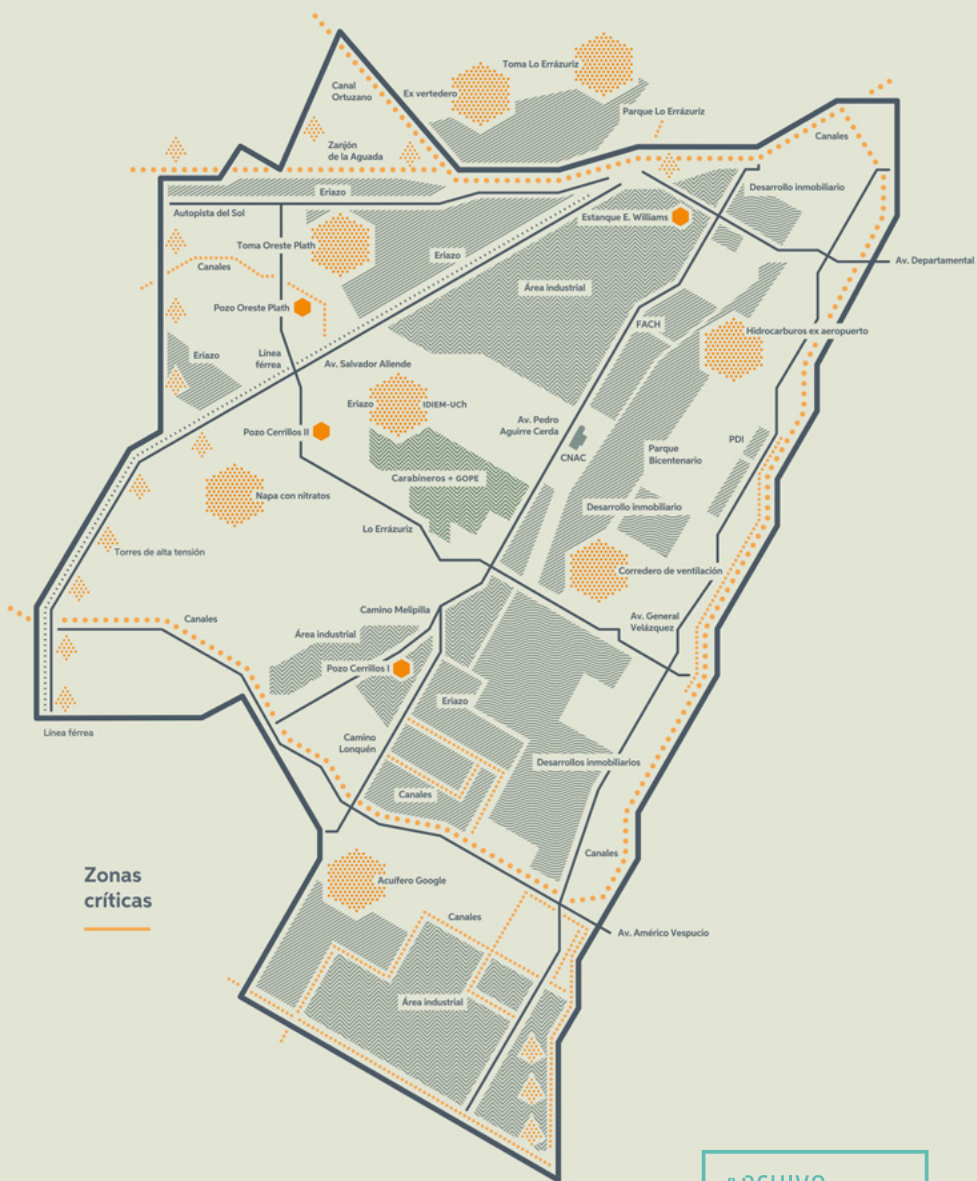 Toma Lo Errázuriz
Canal
Ortuzano
Ex vertedero
Parque Lo Errázuriz
Canales
Zanjón
de la Aguada
Eriazo
Desarrollo inmobiliario
Autopista del Sol
Estanque E. Williams
Toma Oreste Plath
Eriazo
Av. Departamental
Canales
Área industrial
Pozo Oreste Plath
FACH
Hidrocarburos ex aeropuerto
Eriazo
Línea
férrea
Av. Salvador Allende
Eriazo
IDIEM-UCh
Av. Pedro
Aguirre Cerda
Pozo Cerrillos II
PDI
CNAC
Parque
Bicentenario
Carabineros + GOPE
Napa con nitratos
Desarrollo inmobiliario
Lo Errázuriz
Torres de alta tensión
Corredero de ventilación
Camino Melipilla
Canales
Av. General
Velázquez
Área industrial
Pozo Cerrillos I
Eriazo
Línea férrea
Camino
Lonquén
Desarrollos inmobiliarios
Canales
Canales
Zonas
críticas
Acuífero Google
Canales
Av. Américo Vespucio
Área industrial